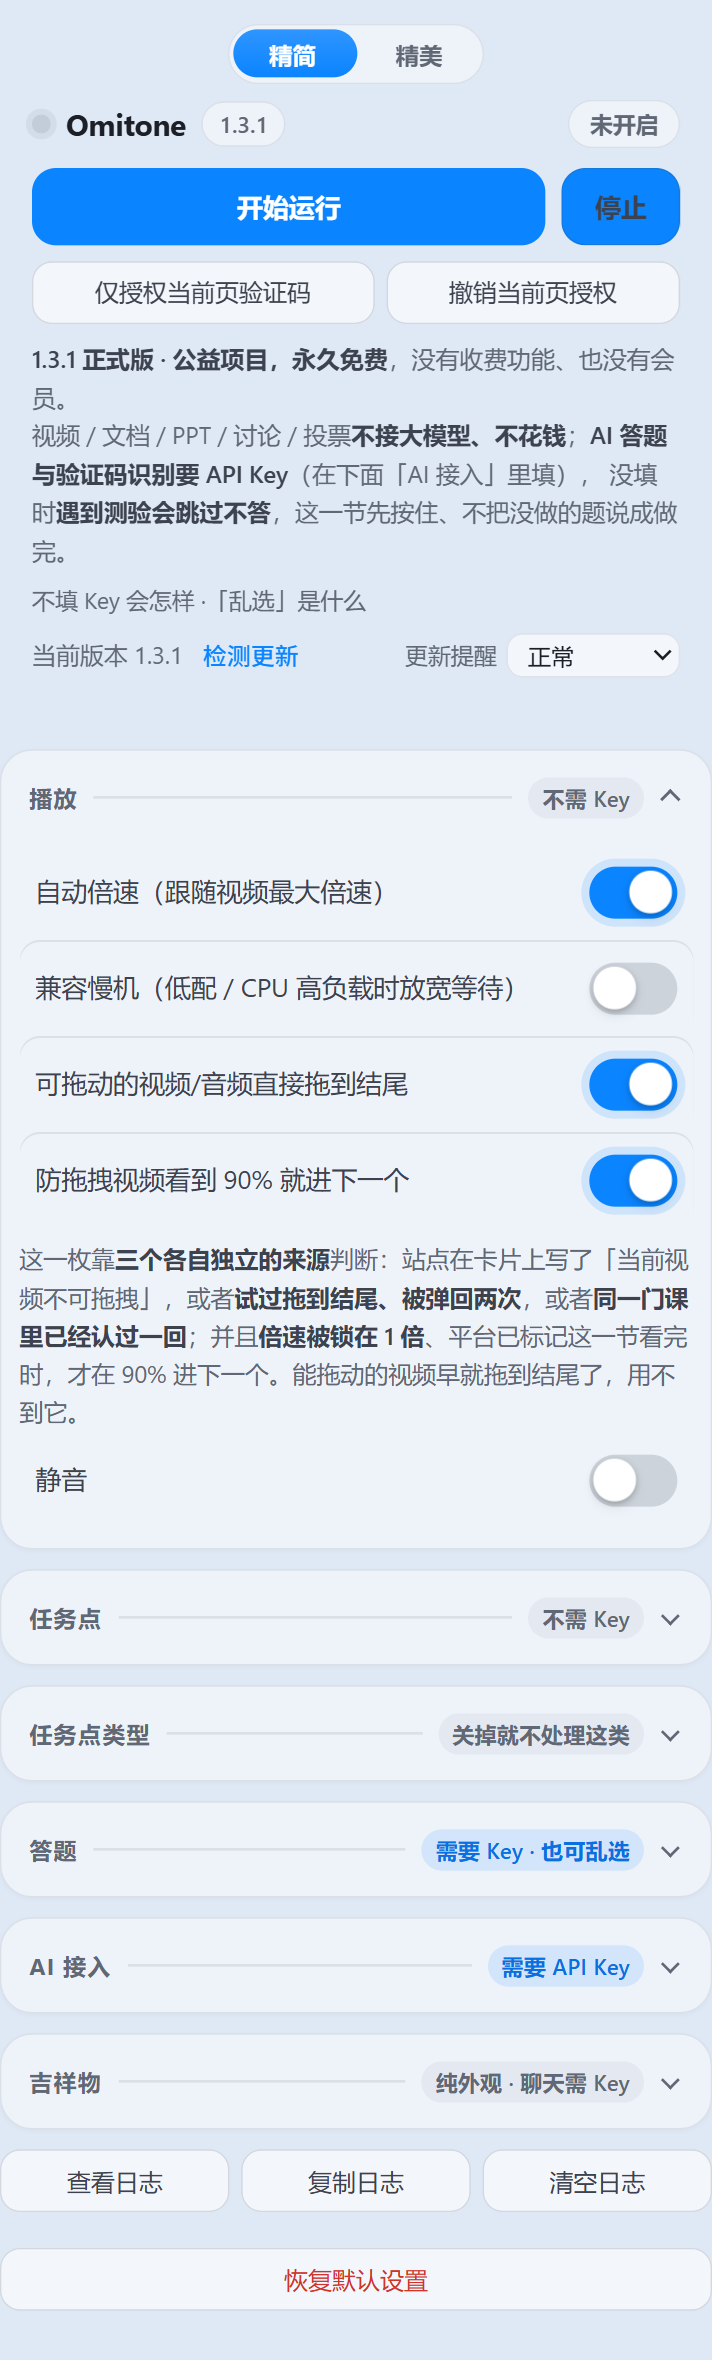 精简 精美
Omitone 1.3.1 未开启
开始运行 停止
仅授权当前页验证码 撤销当前页授权
1.3.1 正式版 · 公益项目，永久免费，没有收费功能、也没有会
员。
视频 / 文档 / PPT / 讨论 / 投票不接大模型、不花钱；AI 答题
与验证码识别要 API Key（在下面「AI 接入」里填）， 没填
时遇到测验会跳过不答，这一节先按住、不把没做的题说成做
完。
不填 Key 会怎样 ·「乱选」是什么
当前版本 1.3.1 检测更新 更新提醒 正常
播放 不需 Key
自动倍速（跟随视频最大倍速）
兼容慢机（低配 / CPU 高负载时放宽等待）
可拖动的视频/音频直接拖到结尾
防拖拽视频看到 90% 就进下一个
这一枚靠三个各自独立的来源判断：站点在卡片上写了「当前视
频不可拖拽」，或者试过拖到结尾、被弹回两次，或者同一门课
里已经认过一回；并且倍速被锁在 1 倍、平台已标记这一节看完
时，才在 90% 进下一个。能拖动的视频早就拖到结尾了，用不
到它。
静音
任务点 不需 Key
任务点类型 关掉就不处理这类
答题 需要 Key · 也可乱选
AI 接入 需要 API Key
吉祥物 纯外观 · 聊天需 Key
查看日志 复制日志 清空日志
恢复默认设置